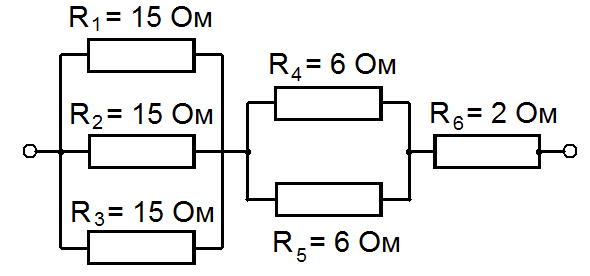 R1 = 15 Ом
R2 = 15 Ом
R3 = 15 Ом
R4 = 6 Ом
R5 = 6 Ом
R6 = 2 Ом